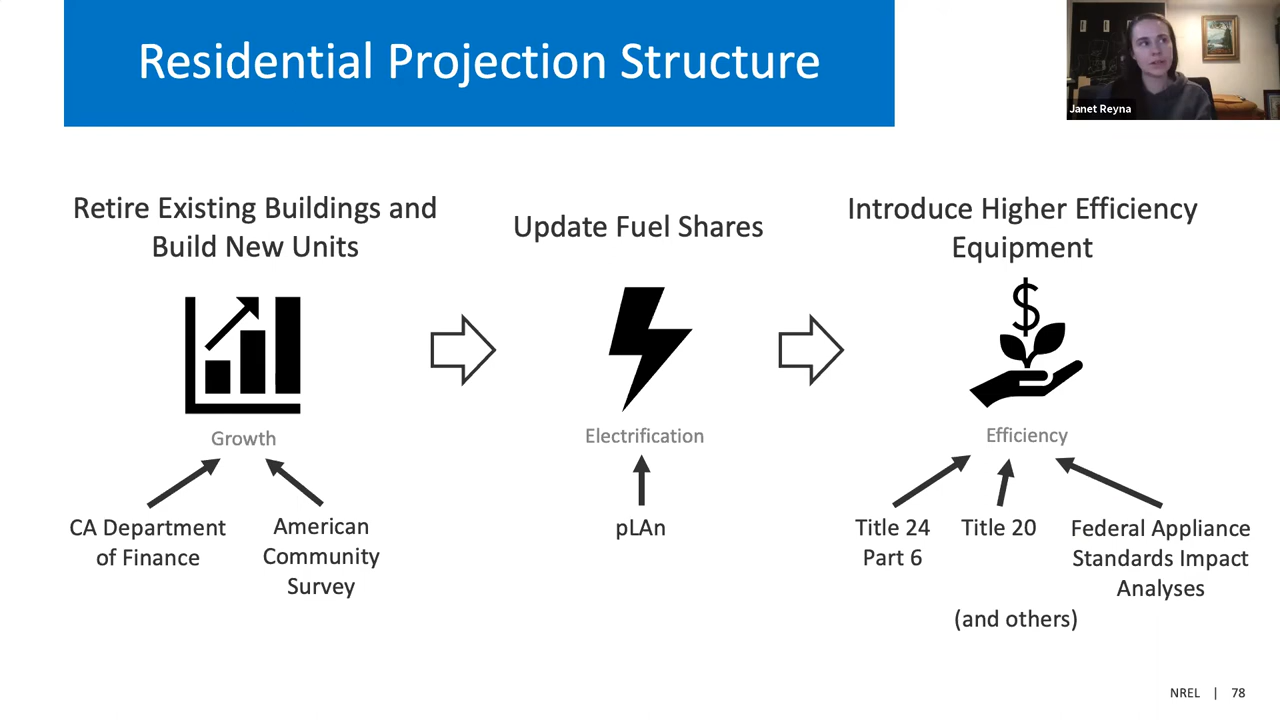 Residential Projection Structure
Janet Reyna
Retire Existing Buildings and
Build New Units
Update Fuel Shares
Introduce Higher Efficiency
Equipment
$
Growth
Electrification
Efficiency
CA Department
of Finance
American
Community
Survey
pLAn
Title 24
Part 6
Title 20
Federal Appliance
Standards Impact
Analyses
(and others)
NREL | 78